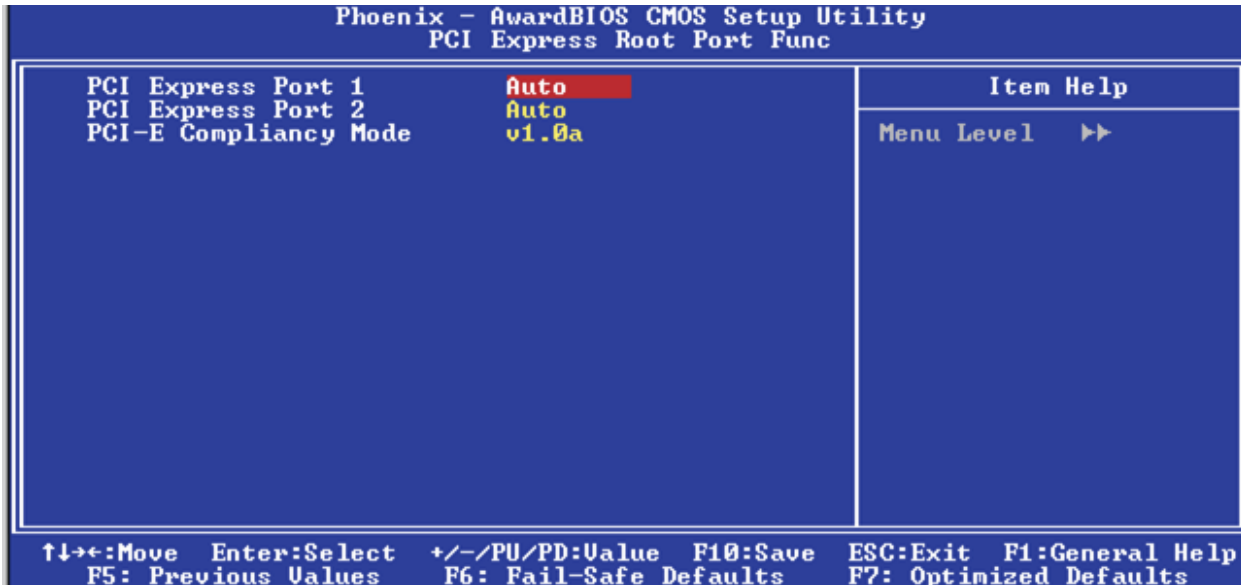 Phoenix - AwardBIOS CMOS Setup Utility
PCI Express Root Port Func
PCI Express Port 1 Auto
PCI Express Port 2 Auto
PCI-E Compliancy Mode v1.0a
Item Help
Menu Level ▶▶
↑↓→←:Move Enter:Select +/-/PU/PD:Value F10:Save ESC:Exit F1:General Help
F5: Previous Values F6: Fail-Safe Defaults F7: Optimized Defaults